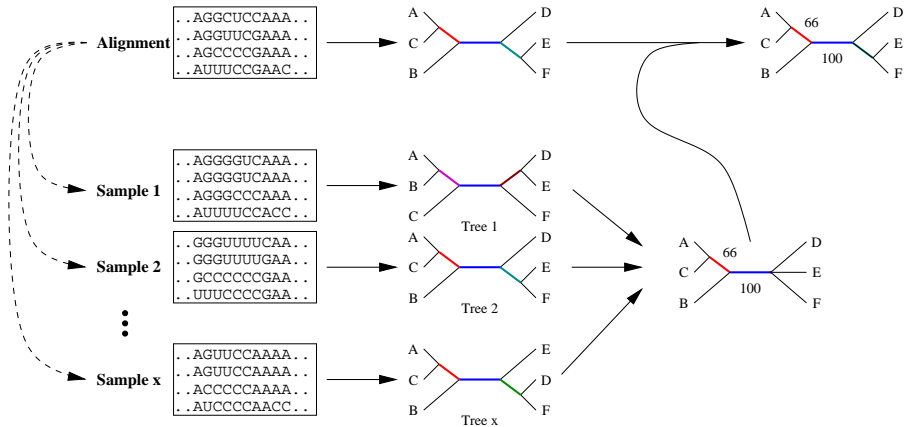 Alignment
..AGGCUCCAAA..
..AGGUUCGAAA..
..AGCCCCGAAA..
..AUUUCCGAAC..
A
C
B
D
E
F
A
66
C
B
100
D
E
F
Sample 1
..AGGGGUCAAA..
..AGGGGUCAAA..
..AGGGCCCAAA..
..AUUUUCCACC..
A
B
C
D
E
F
Tree 1
Sample 2
..GGGUUUUCAA..
..GGGUUUUGAA..
..GCCCCCCGAA..
..UUUCCCCGAA..
A
C
B
D
E
F
Tree 2
A
66
C
B
100
D
E
F
Sample x
..AGUUCCAAAA..
..AGUUCCAAAA..
..ACCCCCAAAA..
..AUCCCCAACC..
A
C
B
E
D
F
Tree x